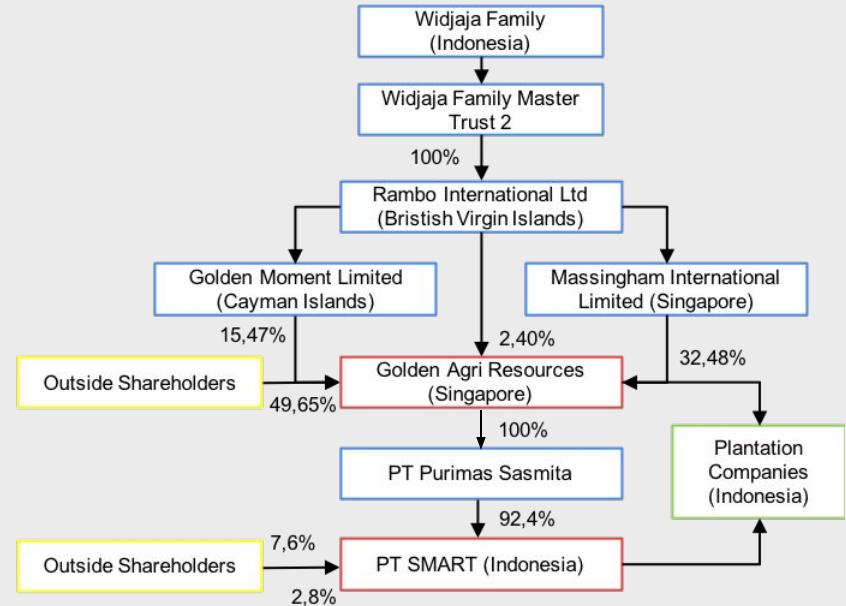 Widjaja Family
(Indonesia)
Widjaja Family Master
Trust 2
100%
Rambo International Ltd
(Bristish Virgin Islands)
Golden Moment Limited
(Cayman Islands)
Massingham International
Limited (Singapore)
15,47%
2,40%
32,48%
Outside Shareholders
49,65%
Golden Agri Resources
(Singapore)
100%
Plantation
Companies
(Indonesia)
PT Purimas Sasmita
92,4%
Outside Shareholders
7,6%
2,8%
PT SMART (Indonesia)